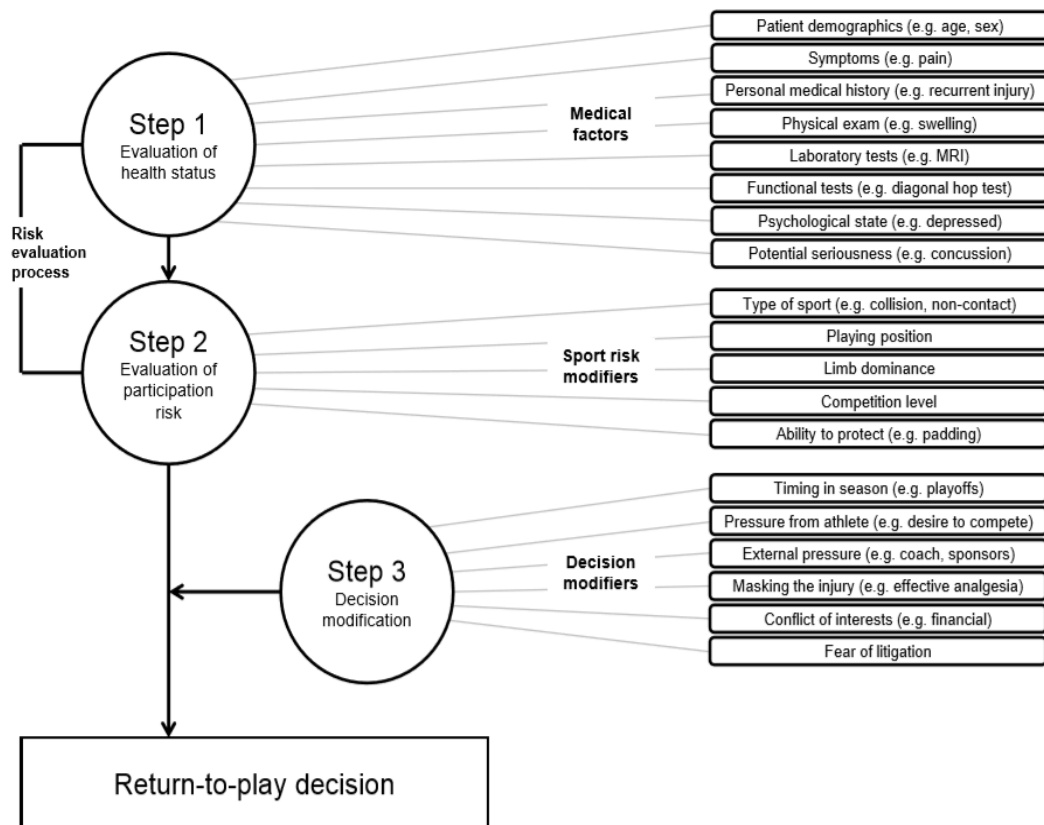 Patient demographics (e.g. age, sex)
Symptoms (e.g. pain)
Personal medical history (e.g. recurrent injury)
Physical exam (e.g. swelling)
Laboratory tests (e.g. MRI)
Functional tests (e.g. diagonal hop test)
Psychological state (e.g. depressed)
Potential seriousness (e.g. concussion)
Medical
factors
Step 1
Evaluation of
health status
Risk
evaluation
process
Type of sport (e.g. collision, non-contact)
Playing position
Limb dominance
Competition level
Ability to protect (e.g. padding)
Sport risk
modifiers
Step 2
Evaluation of
participation
risk
Timing in season (e.g. playoffs)
Pressure from athlete (e.g. desire to compete)
External pressure (e.g. coach, sponsors)
Masking the injury (e.g. effective analgesia)
Conflict of interests (e.g. financial)
Fear of litigation
Decision
modifiers
Step 3
Decision
modification
Return-to-play decision